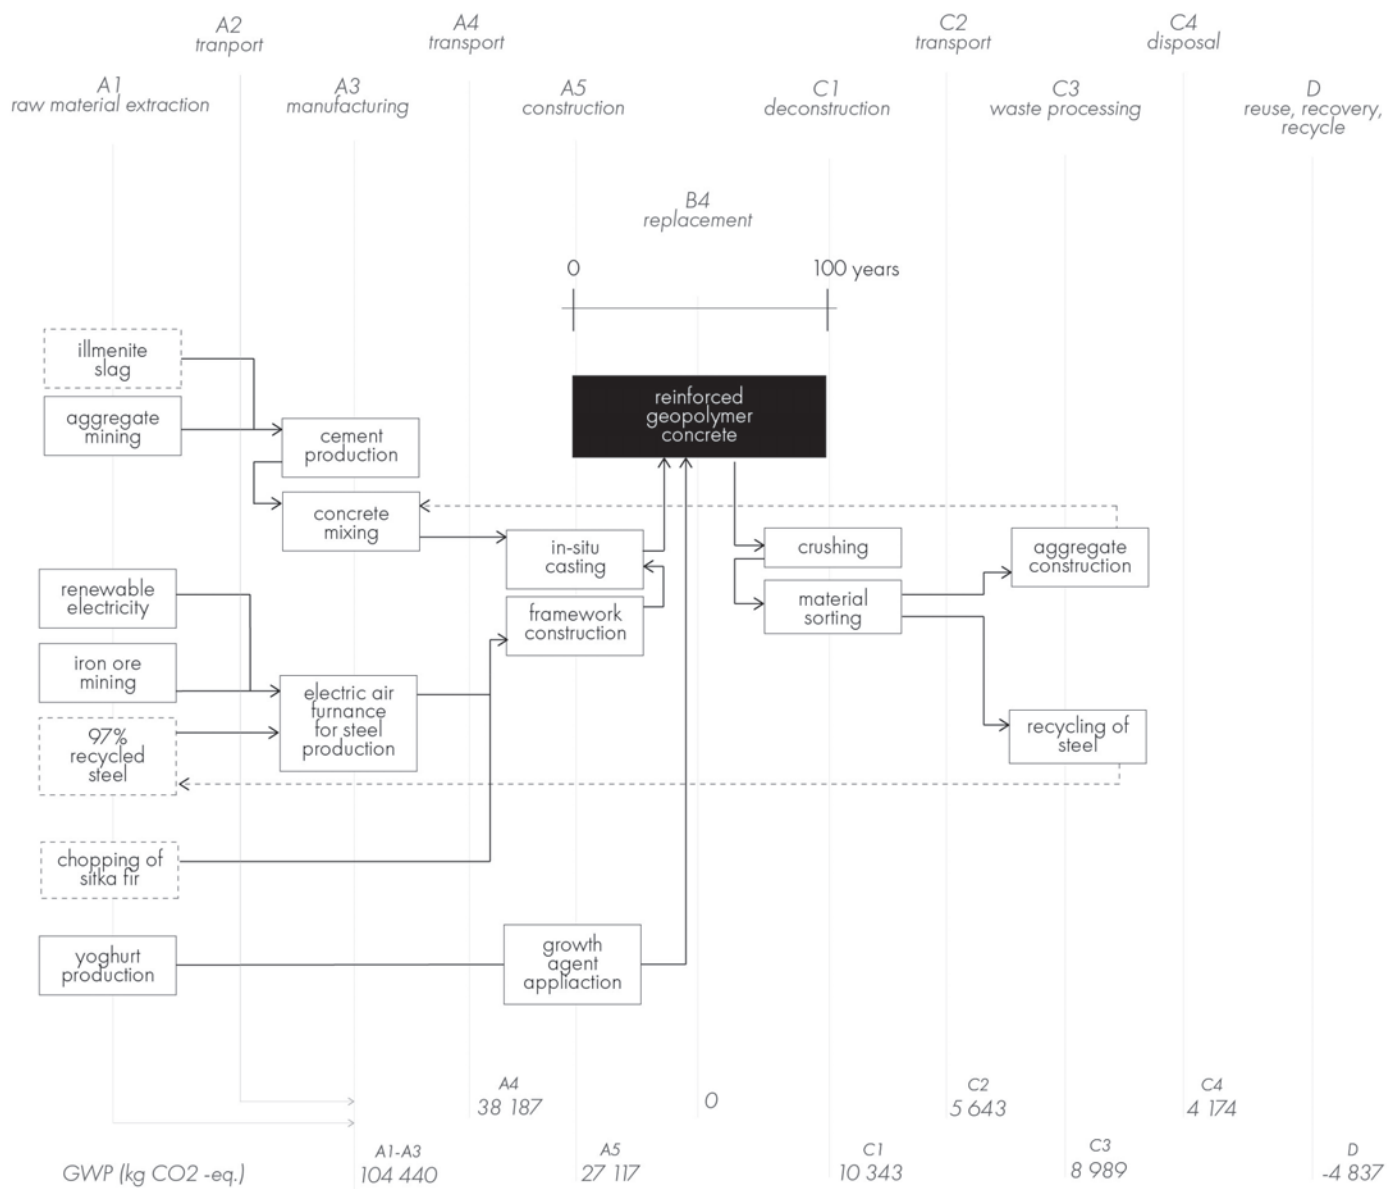 A2
tranport
A4
transport
C2
transport
C4
disposal
A1
raw material extraction
A3
manufacturing
A5
construction
C1
deconstruction
C3
waste processing
D
reuse, recovery,
recycle
B4
replacement
0
100 years
illmenite
slag
aggregate
mining
cement
production
reinforced
geopolymer
concrete
concrete
mixing
in-situ
casting
crushing
aggregate
construction
renewable
electricity
framework
construction
material
sorting
iron ore
mining
electric air
furnance
for steel
production
97%
recycled
steel
recycling of
steel
chopping of
sitka fir
yoghurt
production
growth
agent
appliaction
A4
38 187
0
C2
5 643
C4
4 174
GWP (kg CO2 -eq.)
A1-A3
104 440
A5
27 117
C1
10 343
C3
8 989
D
-4 837